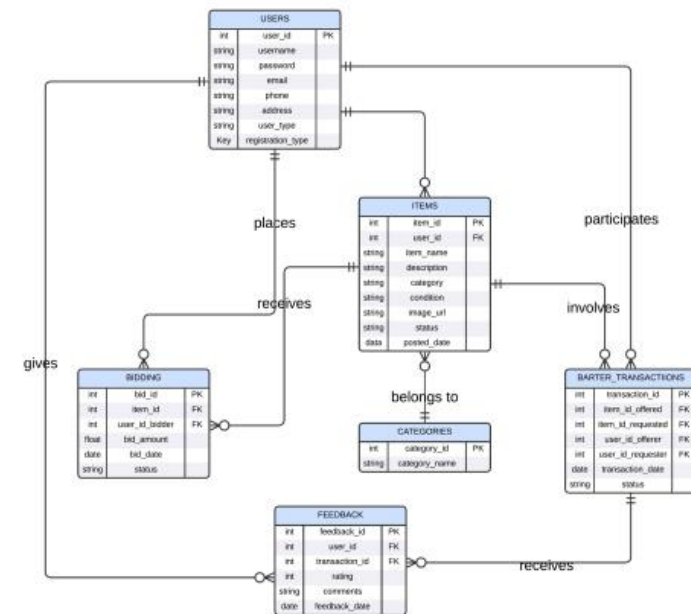 USERS
int user_id PK
string username
string password
string email
string phone
string address
string user_type
Key registration_type
places
participates
gives
ITEMS
int item_id PK
int user_id FK
string item_name
string description
string category
string condition
string image_url
string status
data posted_date
receives
involves
belongs to
BIDDING
int bid_id PK
int item_id FK
int user_id_bidder FK
float bid_amount
date bid_date
string status
CATEGORIES
int category_id PK
string category_name
BARTER_TRANSACTIIONS
int transaction_id PK
int item_id_offered FK
int item_id_requested FK
int user_id_offerer FK
int user_id_requester FK
date transaction_date
string status
FEEDBACK
int feedback_id PK
int user_id FK
int transaction_id FK
int rating
string comments
date feedback_date
receives